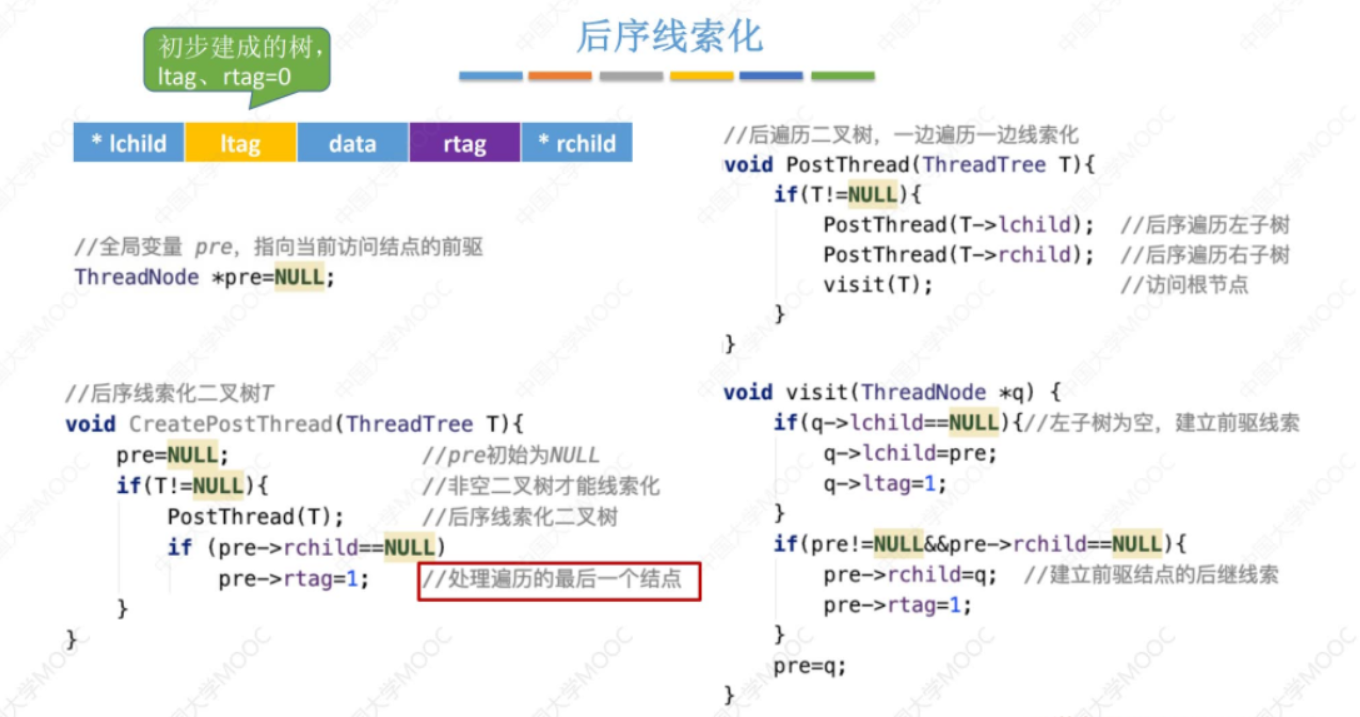 后序线索化
初步建成的树，
ltag、rtag=0
* lchild ltag data rtag * rchild
//全局变量 pre，指向当前访问结点的前驱
ThreadNode *pre=NULL;
//后序线索化二叉树T
void CreatePostThread(ThreadTree T){
pre=NULL; //pre初始为NULL
if(T!=NULL){ //非空二叉树才能线索化
PostThread(T); //后序线索化二叉树
if (pre->rchild==NULL)
pre->rtag=1; //处理遍历的最后一个结点
}
}
//后遍历二叉树，一边遍历一边线索化
void PostThread(ThreadTree T){
if(T!=NULL){
PostThread(T->lchild); //后序遍历左子树
PostThread(T->rchild); //后序遍历右子树
visit(T); //访问根节点
}
}
void visit(ThreadNode *q) {
if(q->lchild==NULL){//左子树为空，建立前驱线索
q->lchild=pre;
q->ltag=1;
}
if(pre!=NULL&&pre->rchild==NULL){
pre->rchild=q; //建立前驱结点的后继线索
pre->rtag=1;
}
pre=q;
}
中国大学MOOC